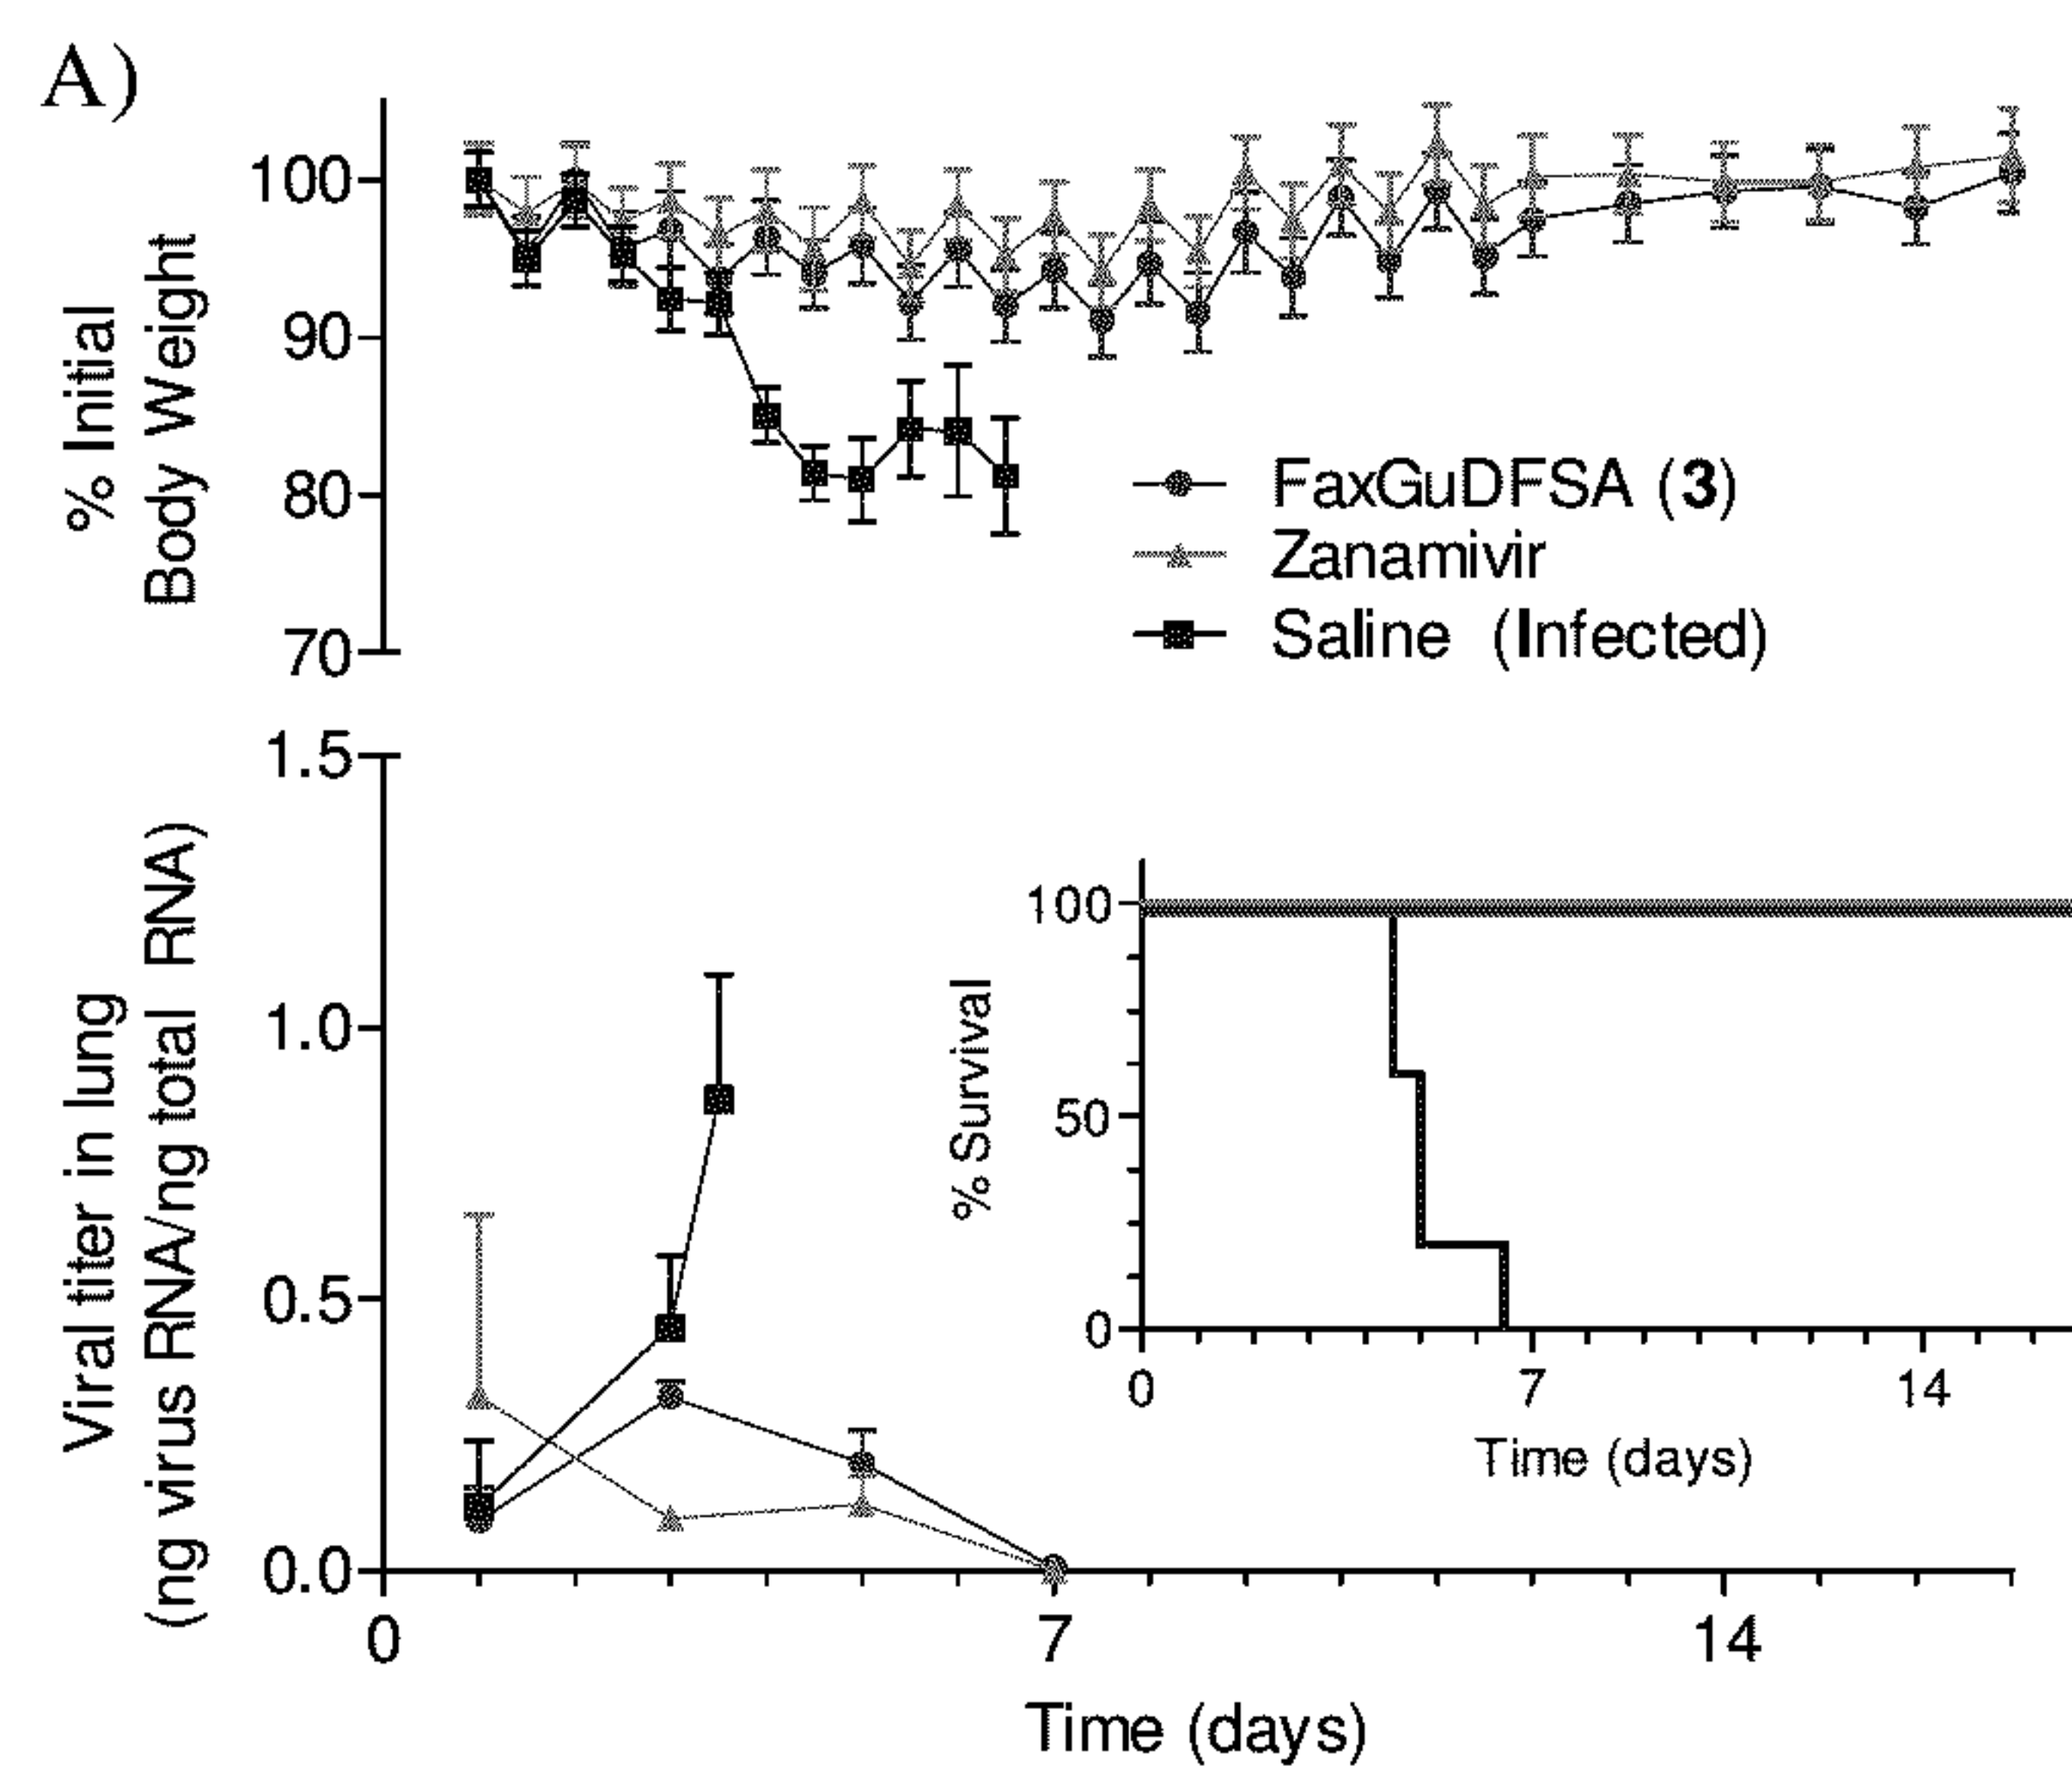 A)
% Initial
Body Weight
100
90
80
70
FaxGuDFSA (3)
Zanamivir
Saline (Infected)
Viral titer in lung
(ng virus RNA/ng total RNA)
1.5
1.0
0.5
0.0
0
7
14
Time (days)
% Survival
100
50
0
0
7
14
Time (days)